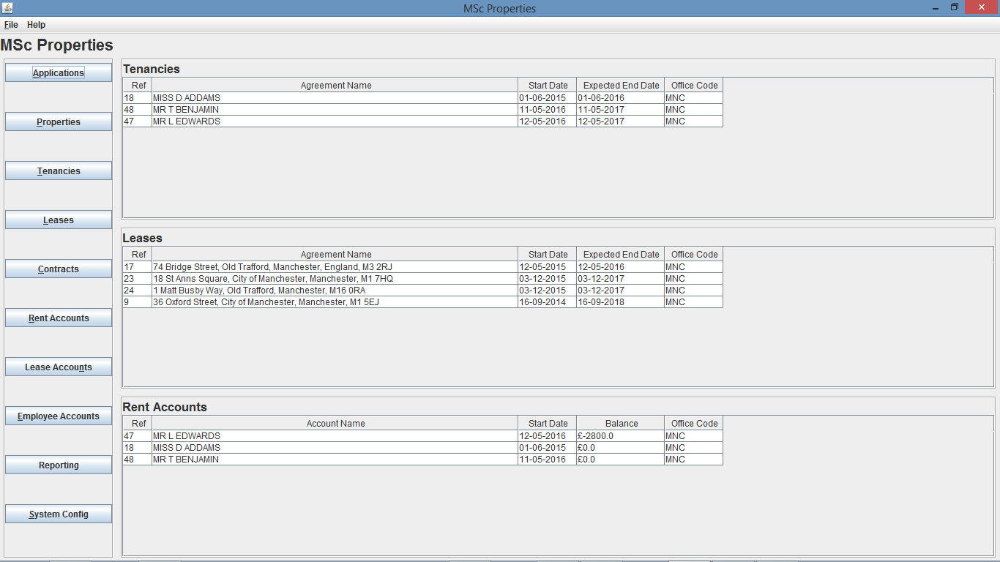 MSc Properties
File Help
MSc Properties
Applications
Properties
Tenancies
Leases
Contracts
Rent Accounts
Lease Accounts
Employee Accounts
Reporting
System Config
Tenancies
Ref Agreement Name Start Date Expected End Date Office Code
18 MISS D ADDAMS 01-06-2015 01-06-2016 MNC
48 MR T BENJAMIN 11-05-2016 11-05-2017 MNC
47 MR L EDWARDS 12-05-2016 12-05-2017 MNC
Leases
Ref Agreement Name Start Date Expected End Date Office Code
17 74 Bridge Street, Old Trafford, Manchester, England, M3 2RJ 12-05-2015 12-05-2016 MNC
23 18 St Anns Square, City of Manchester, Manchester, M1 7HQ 03-12-2015 03-12-2017 MNC
24 1 Matt Busby Way, Old Trafford, Manchester, M16 0RA 03-12-2015 03-12-2017 MNC
9 36 Oxford Street, City of Manchester, Manchester, M1 5EJ 16-09-2014 16-09-2018 MNC
Rent Accounts
Ref Account Name Start Date Balance Office Code
47 MR L EDWARDS 12-05-2016 £-2800.0 MNC
18 MISS D ADDAMS 01-06-2015 £0.0 MNC
48 MR T BENJAMIN 11-05-2016 £0.0 MNC